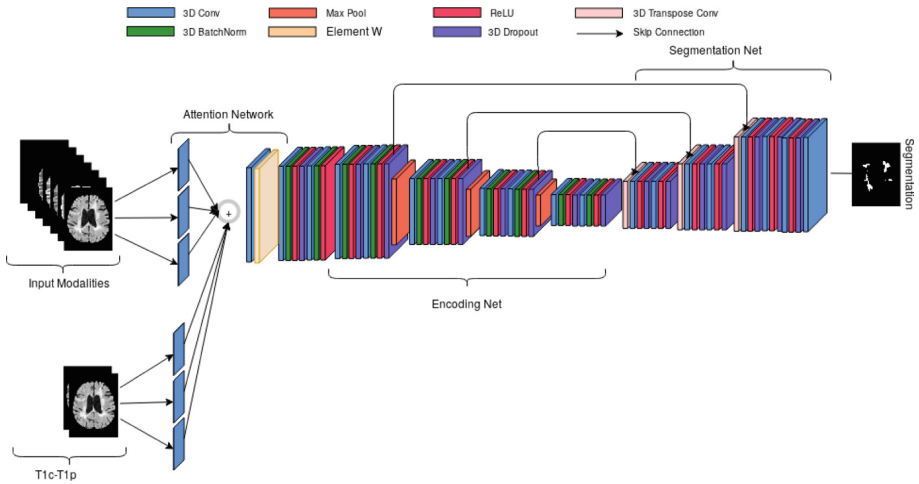 3D Conv
Max Pool
ReLU
3D Transpose Conv
3D BatchNorm
Element W
3D Dropout
Skip Connection
Segmentation Net
Attention Network
+
Segmentation
Input Modalities
Encoding Net
T1c-T1p